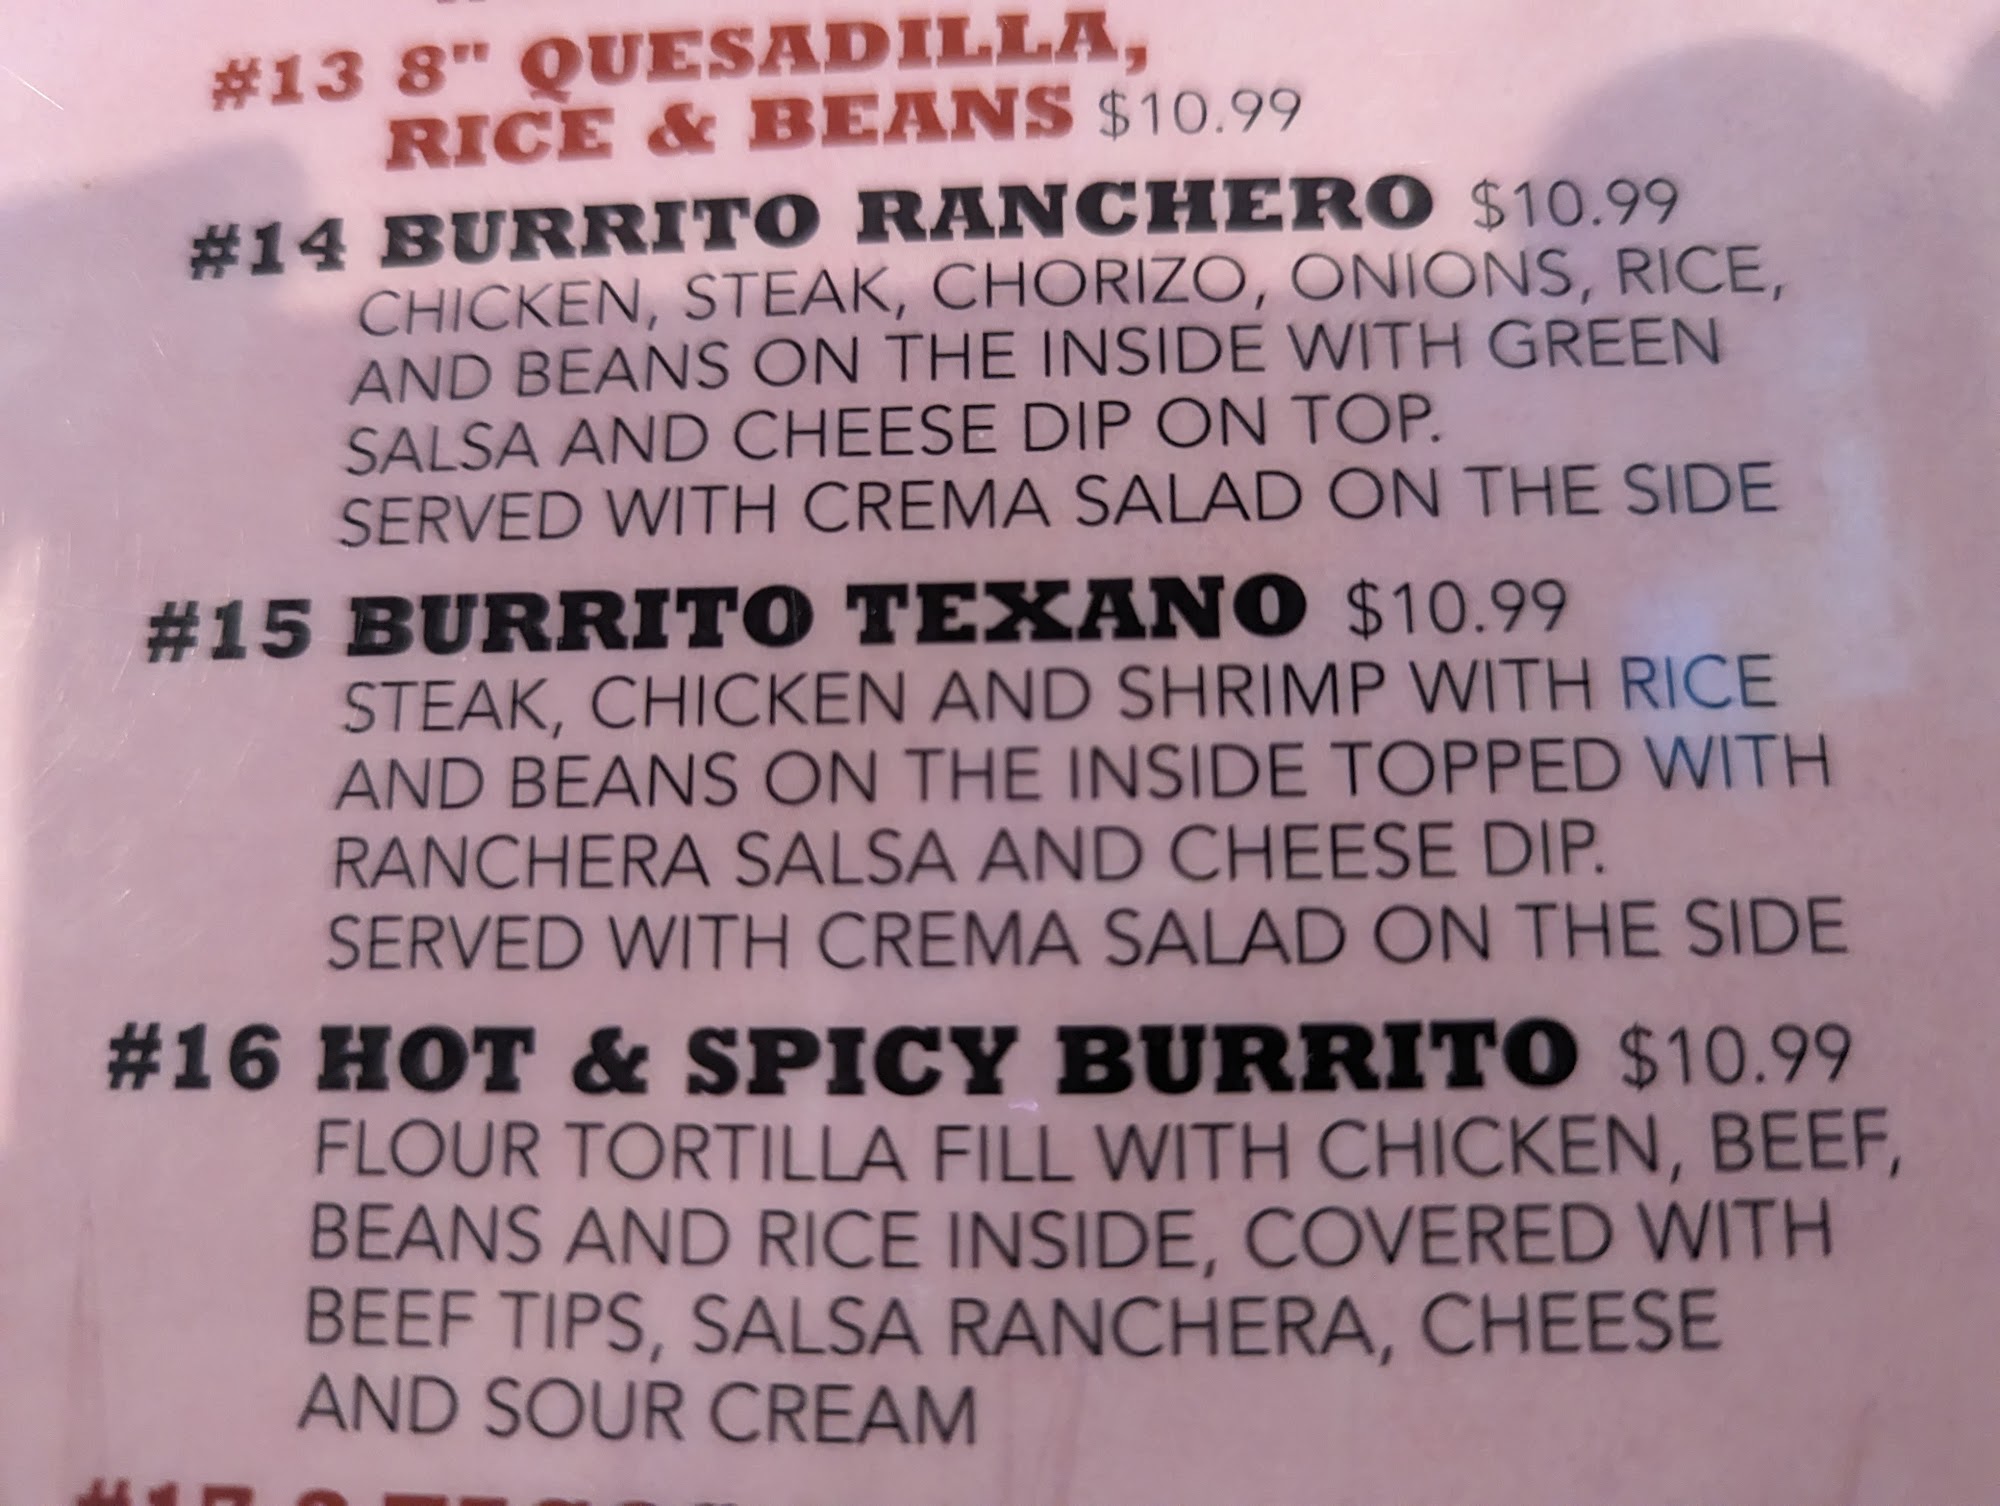 #13 8" QUESADILLA,
RICE & BEANS $10.99
#14 BURRITO RANCHERO $10.99
CHICKEN, STEAK, CHORIZO, ONIONS, RICE,
AND BEANS ON THE INSIDE WITH GREEN
SALSA AND CHEESE DIP ON TOP.
SERVED WITH CREMA SALAD ON THE SIDE
#15 BURRITO TEXANO $10.99
STEAK, CHICKEN AND SHRIMP WITH RICE
AND BEANS ON THE INSIDE TOPPED WITH
RANCHERA SALSA AND CHEESE DIP.
SERVED WITH CREMA SALAD ON THE SIDE
#16 HOT & SPICY BURRITO $10.99
FLOUR TORTILLA FILL WITH CHICKEN, BEEF,
BEANS AND RICE INSIDE, COVERED WITH
BEEF TIPS, SALSA RANCHERA, CHEESE
AND SOUR CREAM
#17